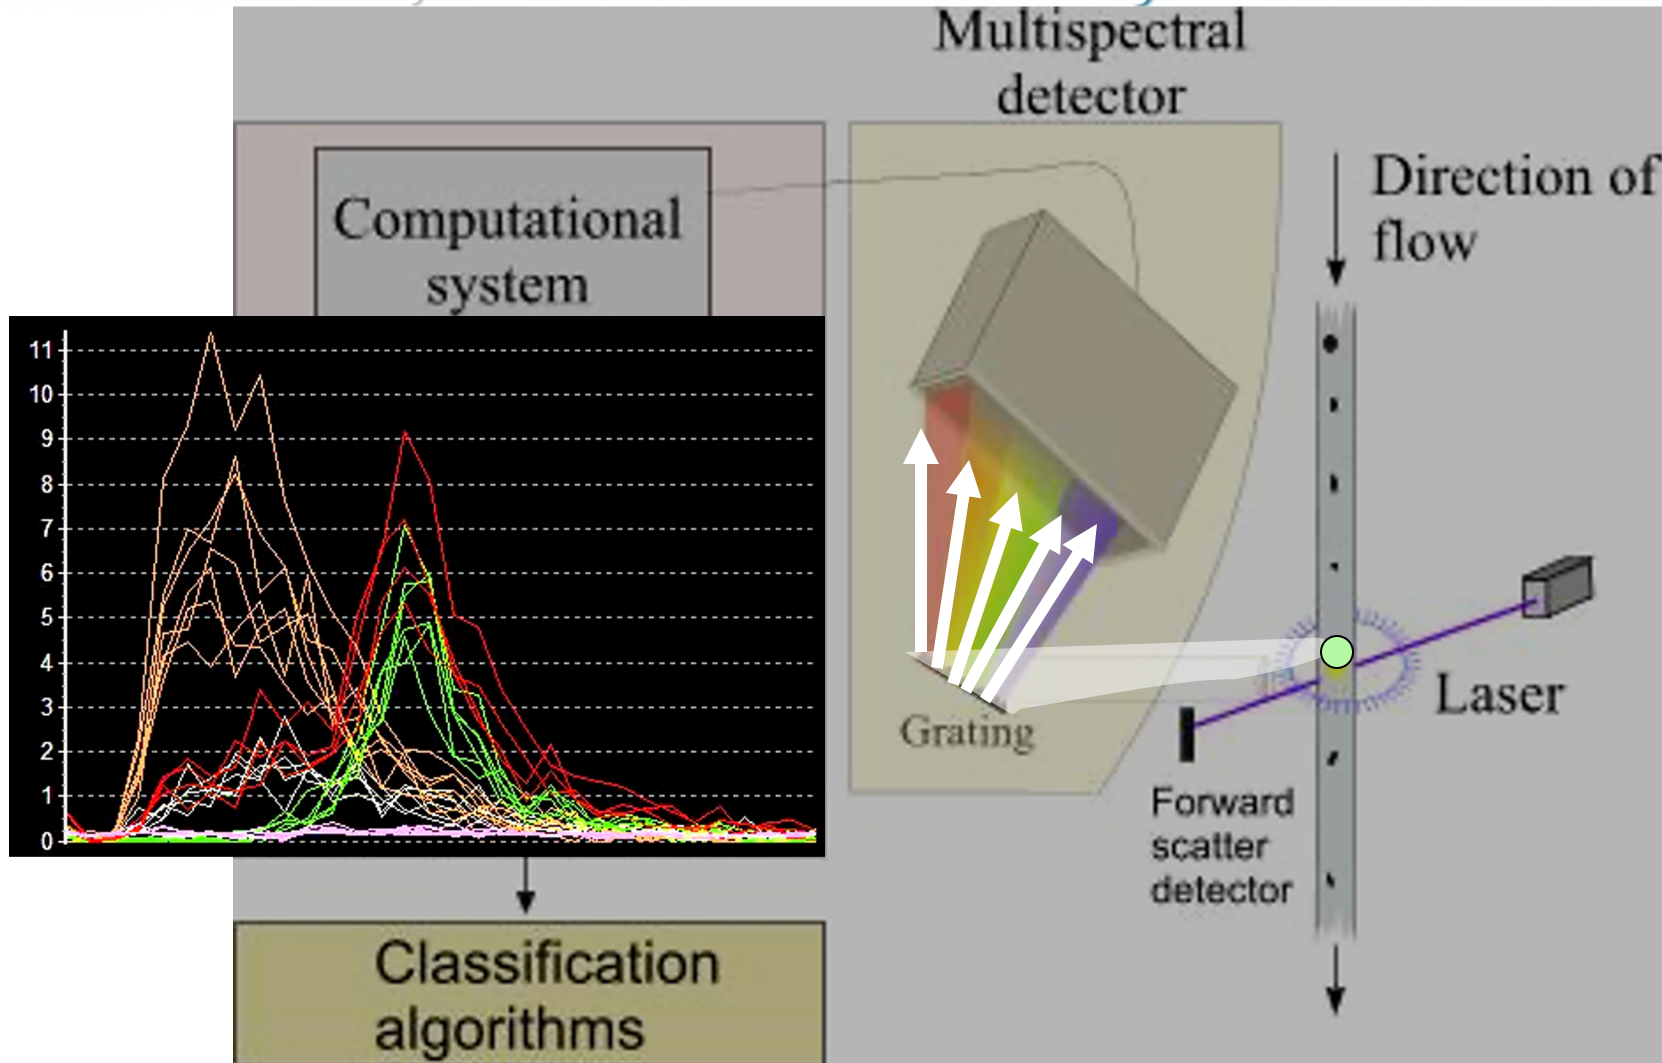 Multispectral
detector
Computational
system
Direction of
flow
11
10
9
8
7
6
5
4
3
2
1
0
Grating
Laser
Forward
scatter
detector
Classification
algorithms